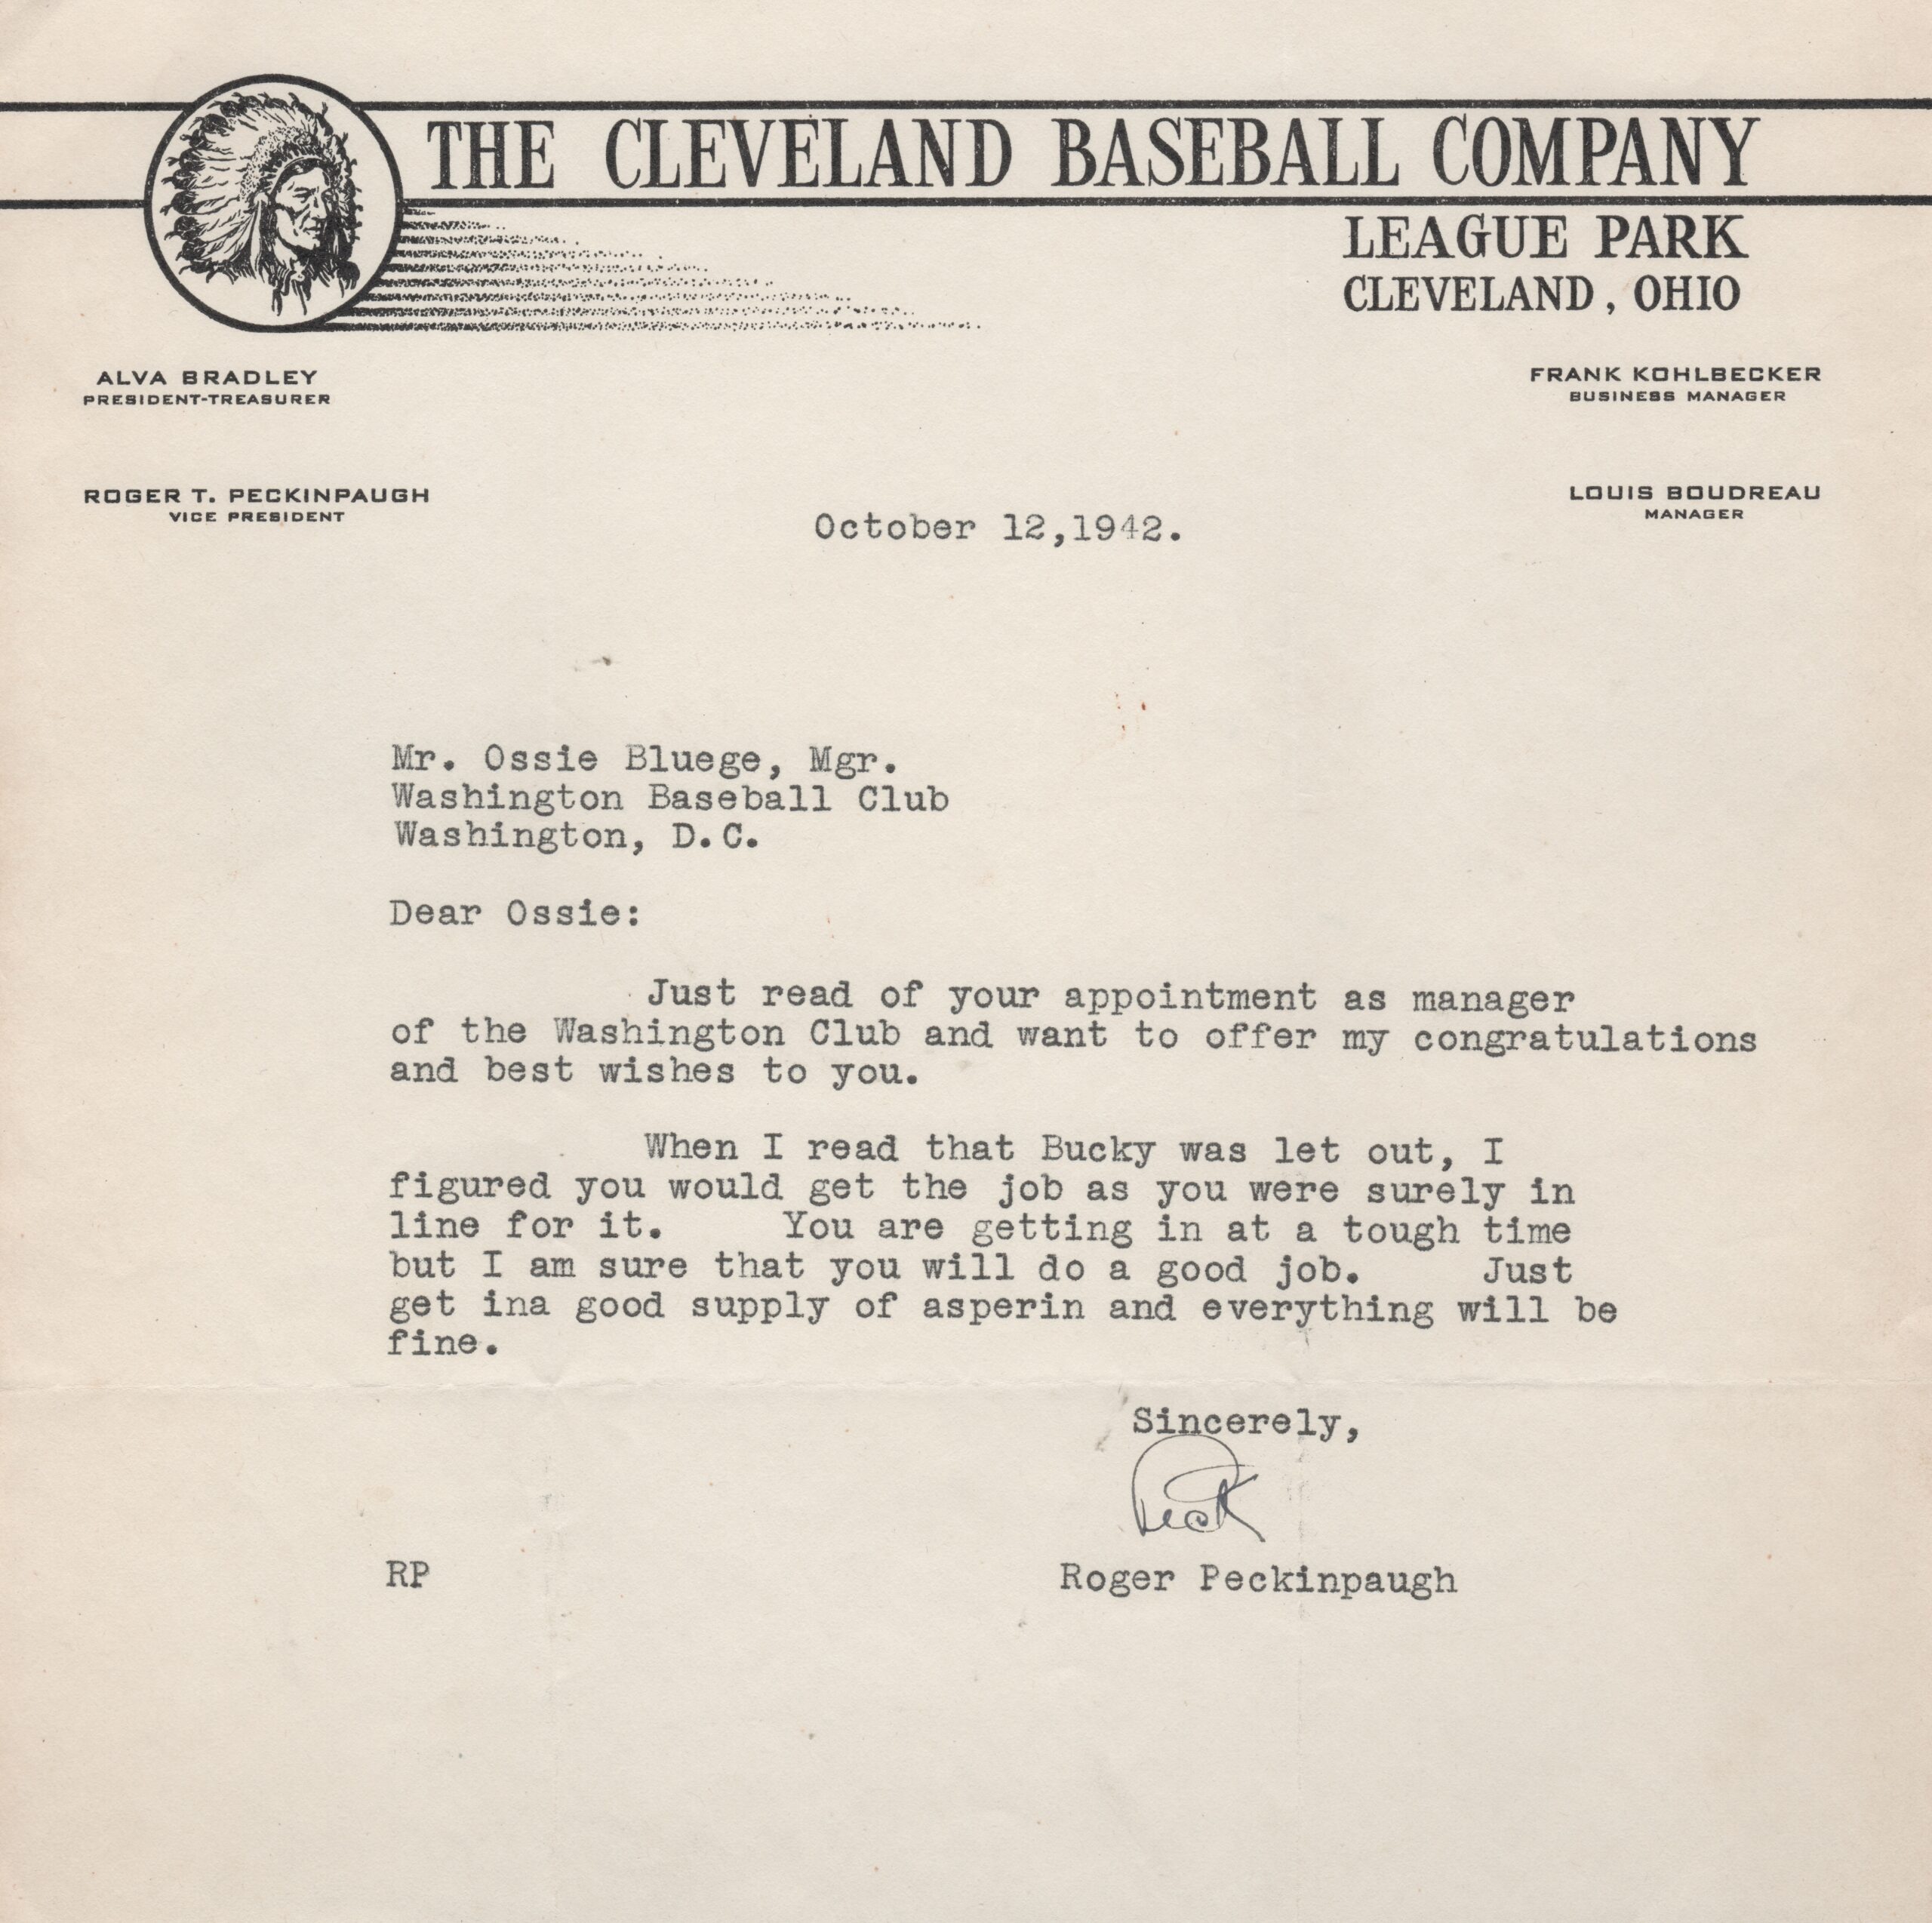 THE CLEVELAND BASEBALL COMPANY
LEAGUE PARK
CLEVELAND, OHIO
ALVA BRADLEY
PRESIDENT-TREASURER
FRANK KOHLBECKER
BUSINESS MANAGER
ROGER T. PECKINPAUGH
VICE PRESIDENT
LOUIS BOUDREAU
MANAGER
October 12,1942.
Mr. Ossie Bluege, Mgr.
Washington Baseball Club
Washington, D.C.
Dear Ossie:
Just read of your appointment as manager
of the Washington Club and want to offer my congratulations
and best wishes to you.
When I read that Bucky was let out, I
figured you would get the job as you were surely in
line for it. You are getting in at a tough time
but I am sure that you will do a good job. Just
get ina good supply of asperin and everything will be
fine.
Sincerely,
Peck
RP Roger Peckinpaugh